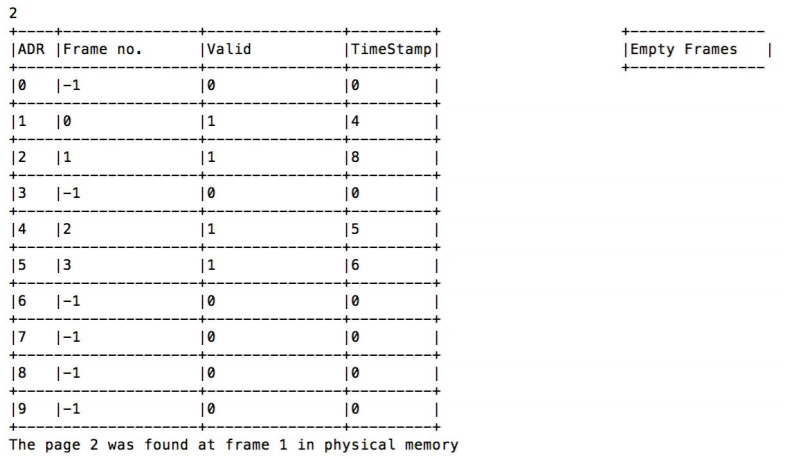 2
+----+---------------+---------------+---------+ +---------------
|ADR |Frame no. |Valid |TimeStamp| |Empty Frames |
+----+---------------+---------------+---------+ +---------------
|0 |-1 |0 |0 |
+----+---------------+---------------+---------+
|1 |0 |1 |4 |
+----+---------------+---------------+---------+
|2 |1 |1 |8 |
+----+---------------+---------------+---------+
|3 |-1 |0 |0 |
+----+---------------+---------------+---------+
|4 |2 |1 |5 |
+----+---------------+---------------+---------+
|5 |3 |1 |6 |
+----+---------------+---------------+---------+
|6 |-1 |0 |0 |
+----+---------------+---------------+---------+
|7 |-1 |0 |0 |
+----+---------------+---------------+---------+
|8 |-1 |0 |0 |
+----+---------------+---------------+---------+
|9 |-1 |0 |0 |
+----+---------------+---------------+---------+
The page 2 was found at frame 1 in physical memory